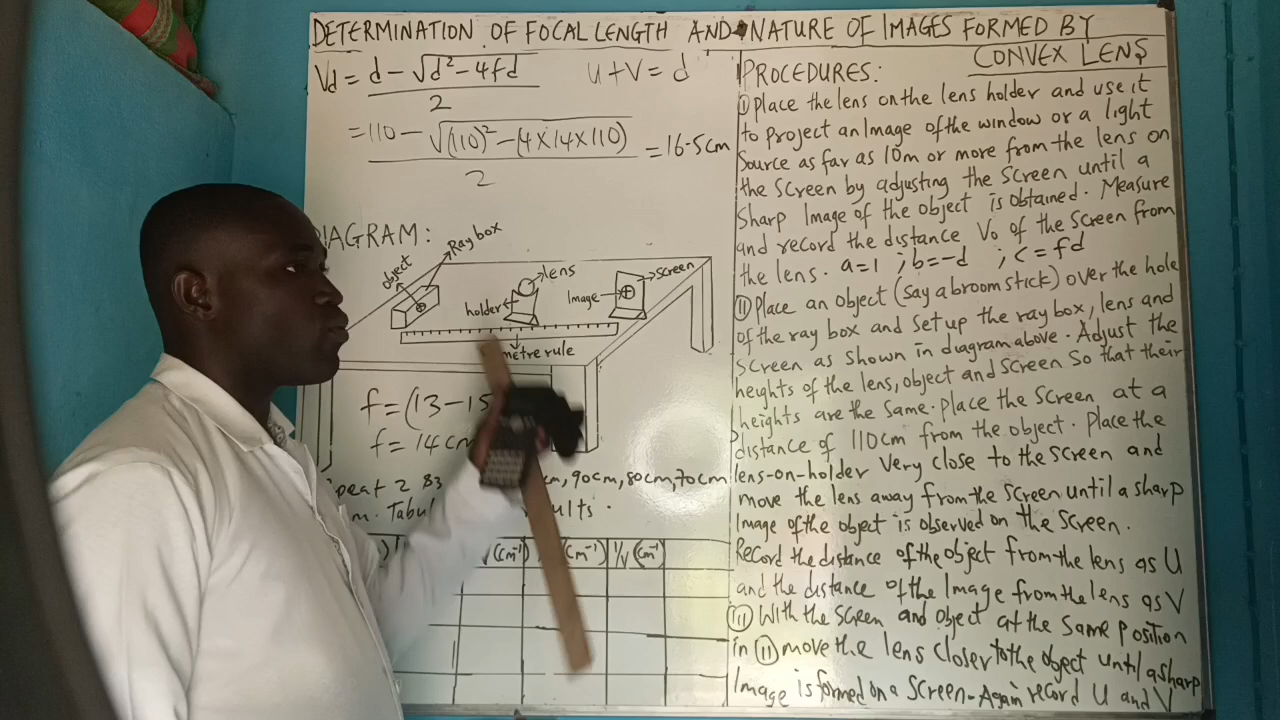 DETERMINATION OF FOCAL LENGTH AND NATURE OF IMAGES FORMED BY
CONVEX LENS
Vd = d - √d² - 4fd
2
U + V = d
= 110 - √(110)² - (4 x 14 x 110) = 16.5cm
2
DIAGRAM:
Ray box
object
lens
holder
Image
screen
metre rule
f = (13 - 15
f = 14 cm
peat 2 &3
cm, 90cm, 80cm, 70cm
m. Tabul
ults.
V(cm⁻¹)
(cm⁻¹)
1/V (cm⁻¹)
PROCEDURES:
(i) Place the lens on the lens holder and use it
to project an Image of the window or a light
Source as far as 10m or more from the lens on
the screen by adjusting the screen until a
Sharp Image of the object is obtained. Measure
and record the distance Vo of the screen from
the lens. a=1 ; b=-d ; c = fd
(ii) Place an object (say a broom stick) over the hole
of the ray box and set up the ray box, lens and
screen as shown in diagram above. Adjust the
heights of the lens, object and screen so that their
heights are the same. Place the screen at a
distance of 110cm from the object. Place the
lens-on-holder very close to the screen and
move the lens away from the screen until a sharp
Image of the object is observed on the screen.
Record the distance of the object from the lens as U
and the distance of the Image from the lens as V
(iii) With the screen and object at the same position
in (ii) move the lens closer to the object until a sharp
Image is formed on a screen. Again record U and V